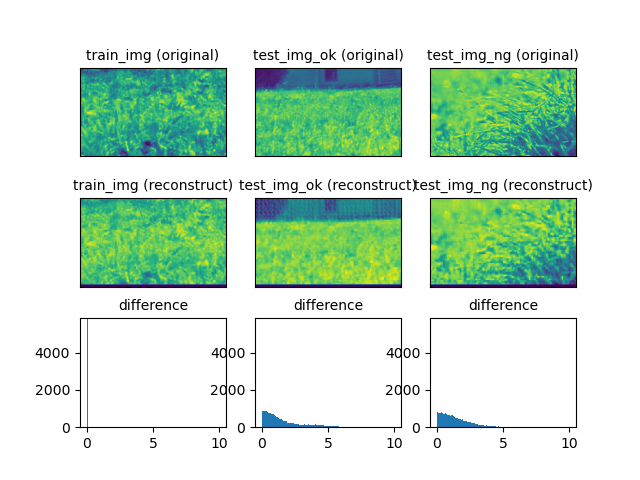 train_img (original) test_img_ok (original) test_img_ng (original)
train_img (reconstruct) test_img_ok (reconstruct) test_img_ng (reconstruct)
difference difference difference
4000 4000 4000
2000 2000 2000
0 0 0
0 5 10 0 5 10 0 5 10